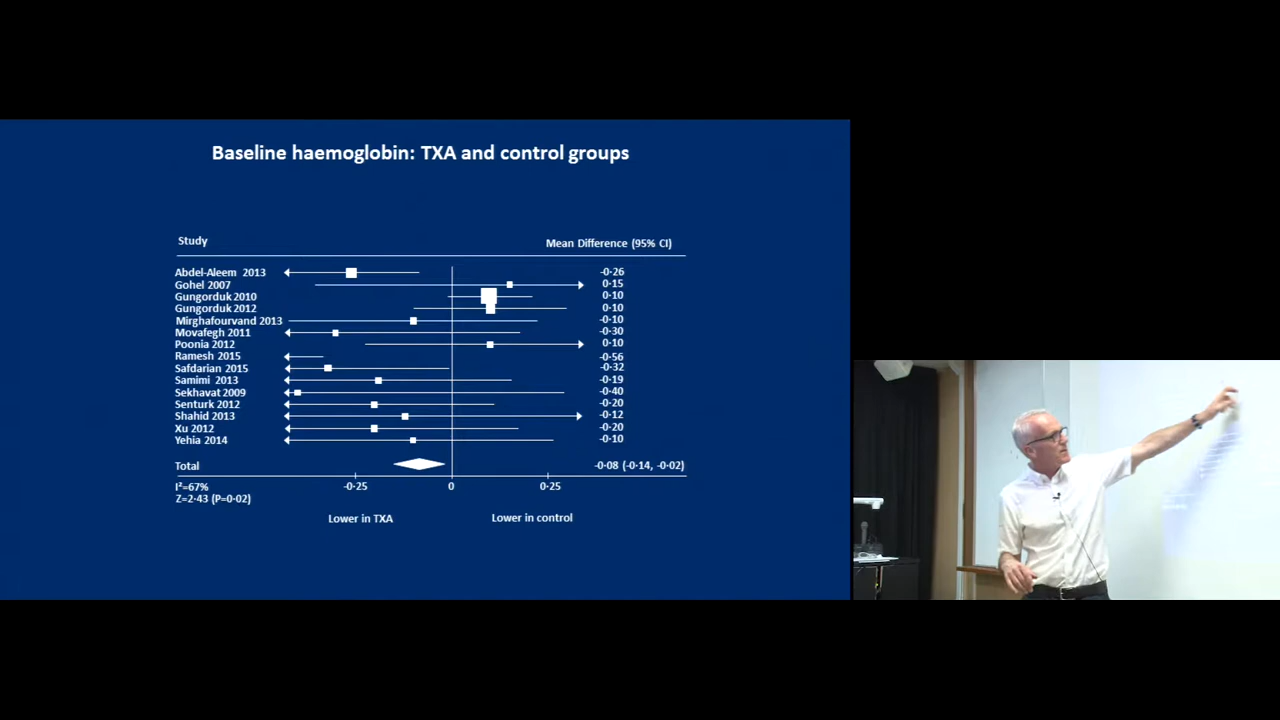 Baseline haemoglobin: TXA and control groups
Study Mean Difference (95% CI)
Abdel-Aleem 2013 -0·26
Gohel 2007 0·15
Gungorduk 2010 0·10
Gungorduk 2012 0·10
Mirghafourvand 2013 -0·10
Movafegh 2011 -0·30
Poonia 2012 0·10
Ramesh 2015 -0·56
Safdarian 2015 -0·32
Samimi 2013 -0·19
Sekhavat 2009 -0·40
Senturk 2012 -0·20
Shahid 2013 -0·12
Xu 2012 -0·20
Yehia 2014 -0·10
Total -0·08 (-0·14, -0·02)
I²=67% -0·25 0 0·25
Z=2·43 (P=0·02)
Lower in TXA Lower in control